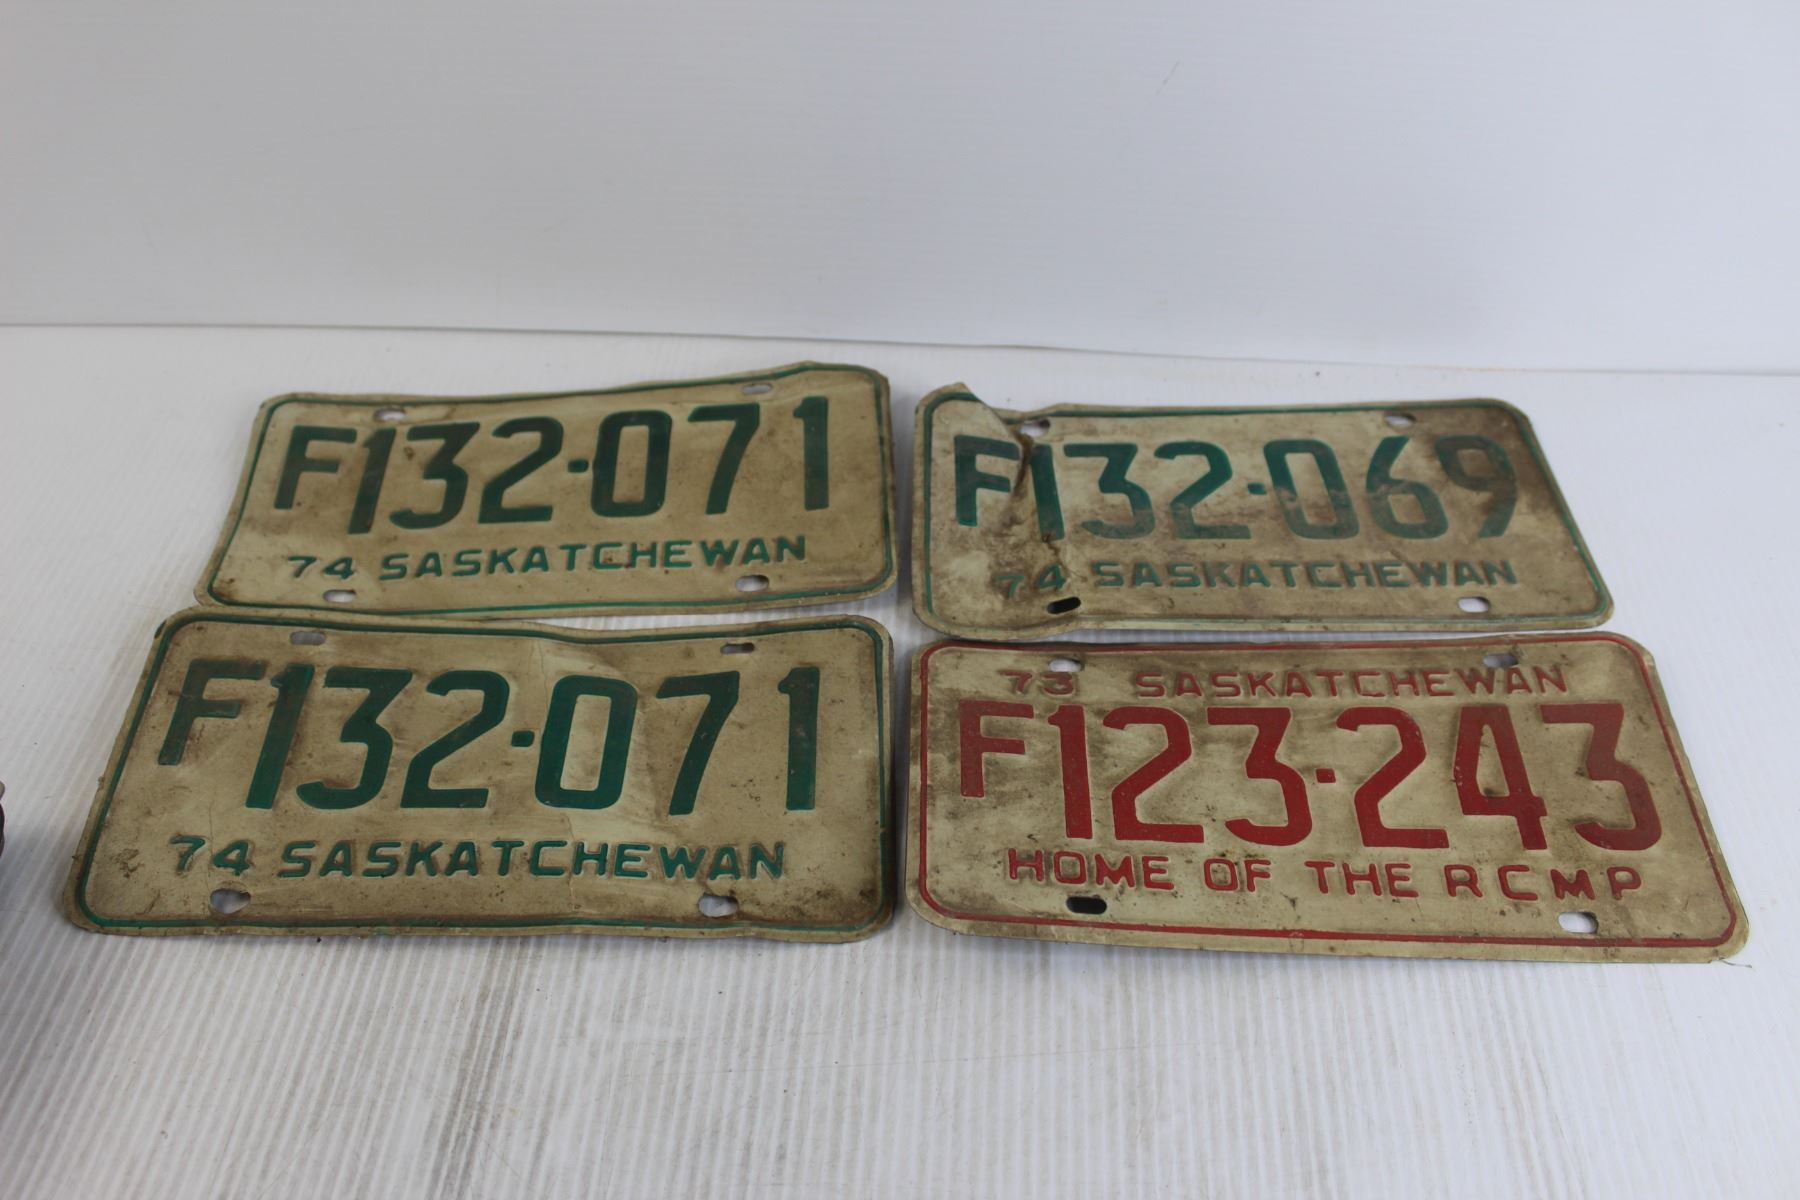 F132-071
74 SASKATCHEWAN
F132-069
74 SASKATCHEWAN
F132-071
74 SASKATCHEWAN
73 SASKATCHEWAN
F123-243
HOME OF THE RCMP